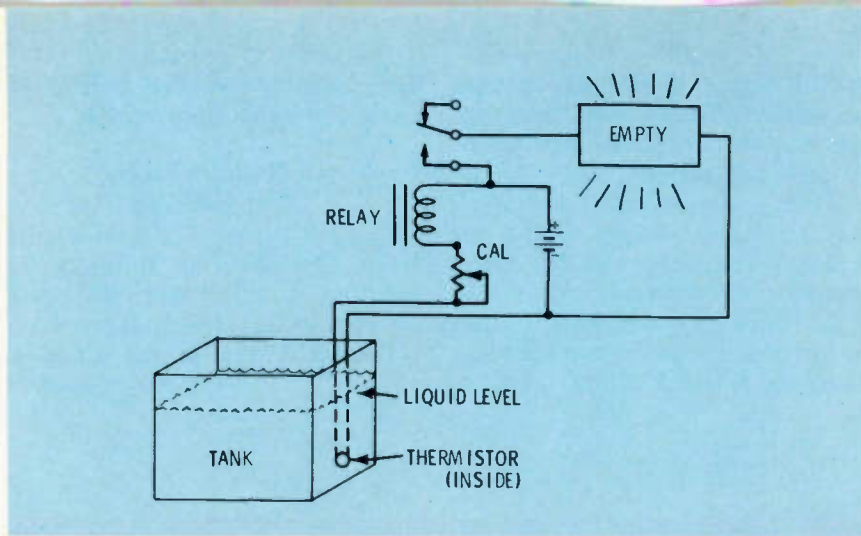 EMPTY
RELAY
CAL
+
-
LIQUID LEVEL
TANK
THERMISTOR
(INSIDE)